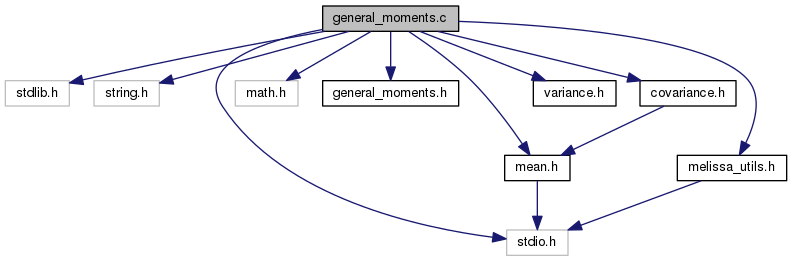 general_moments.c
stdlib.h
string.h
math.h
general_moments.h
variance.h
covariance.h
mean.h
melissa_utils.h
stdio.h